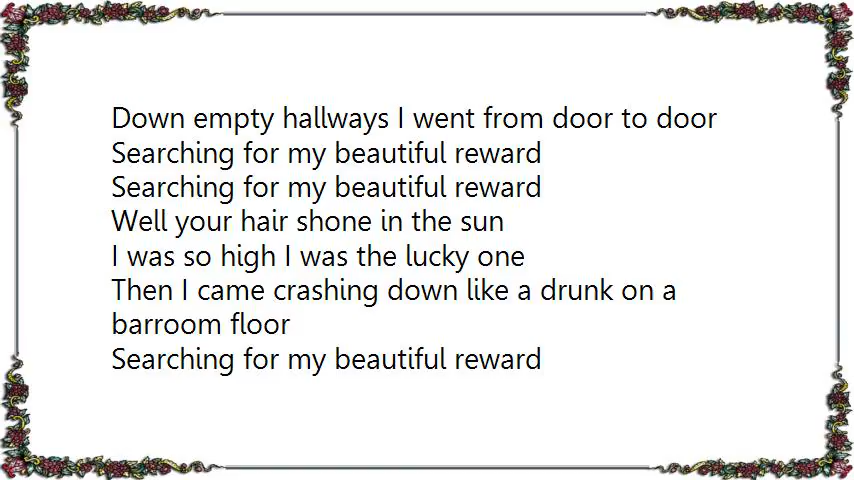 Down empty hallways I went from door to door
Searching for my beautiful reward
Searching for my beautiful reward
Well your hair shone in the sun
I was so high I was the lucky one
Then I came crashing down like a drunk on a
barroom floor
Searching for my beautiful reward